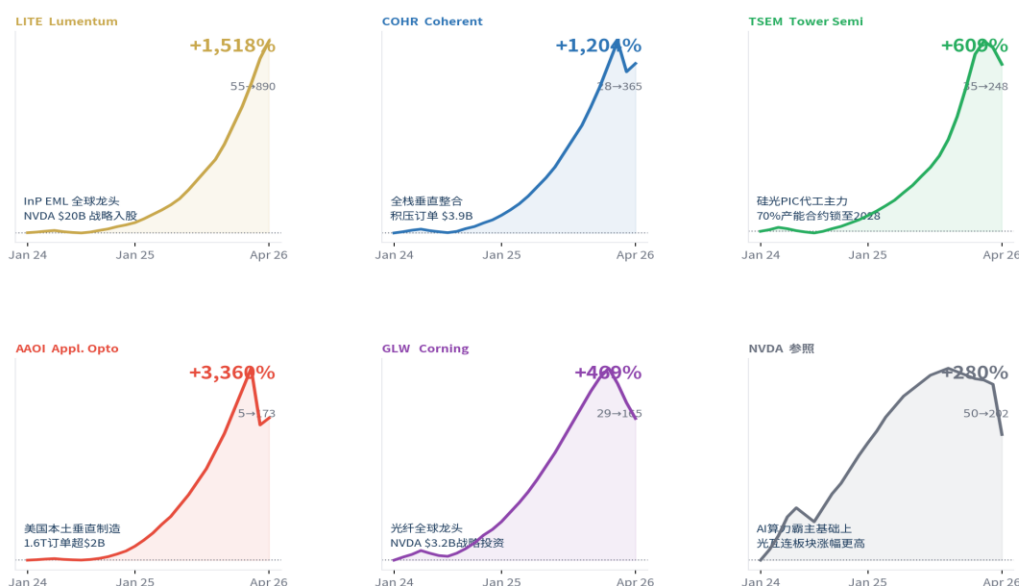 LITE Lumentum
+1,518%
55→890
InP EML 全球龙头
NVDA $20B 战略入股
Jan 24
Jan 25
Apr 26
COHR Coherent
+1,204%
28→365
全栈垂直整合
积压订单 $3.9B
Jan 24
Jan 25
Apr 26
TSEM Tower Semi
+609%
35→248
硅光PIC代工主力
70%产能合约锁至2028
Jan 24
Jan 25
Apr 26
AAOI Appl. Opto
+3,360%
5→173
美国本土垂直制造
1.6T订单超$2B
Jan 24
Jan 25
Apr 26
GLW Corning
+469%
29→165
光纤全球龙头
NVDA $3.2B战略投资
Jan 24
Jan 25
Apr 26
NVDA 参照
+280%
50→202
AI算力霸主基础上
光互连板块涨幅更高
Jan 24
Jan 25
Apr 26